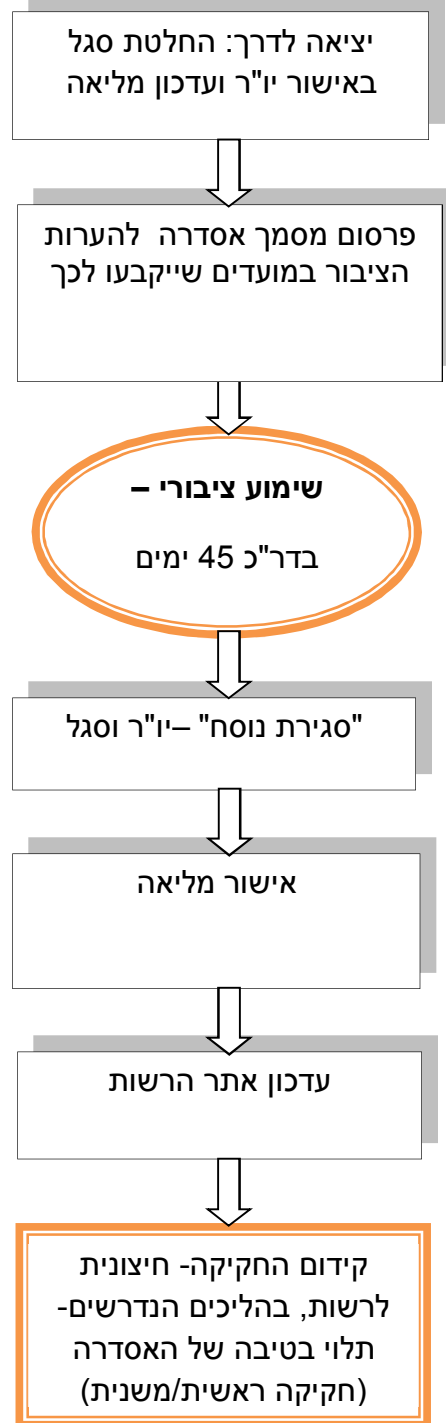 יציאה לדרך: החלטת סגל
באישור יו"ר ועדכון מליאה
פרסום מסמך אסדרה להערות
הציבור במועדים שייקבעו לכך
שימוע ציבורי –
בדר"כ 45 ימים
"סגירת נוסח" –יו"ר וסגל
אישור מליאה
עדכון אתר הרשות
קידום החקיקה- חיצונית
לרשות, בהליכים הנדרשים-
תלוי בטיבה של האסדרה
(חקיקה ראשית/משנית)